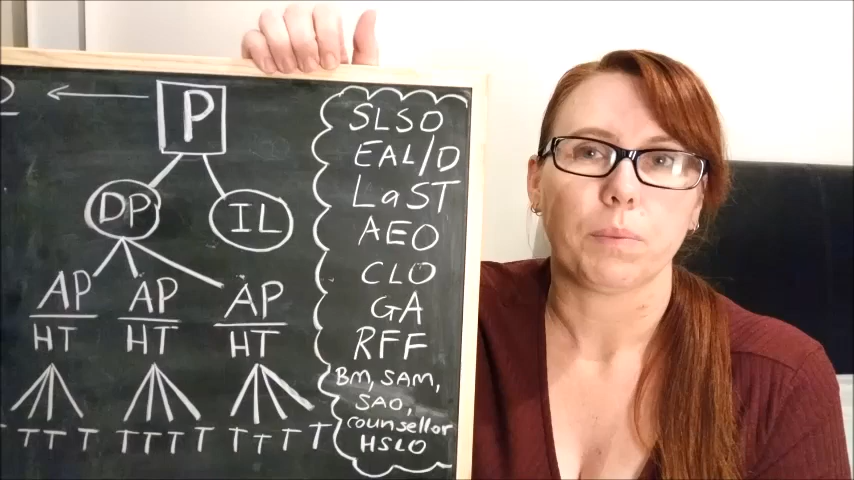 P
DP IL
AP AP AP
HT HT HT
T T T T T T T T T T T
SLSO
EAL/D
LaST
AEO
CLO
GA
RFF
BM, SAM,
SAO,
counsellor
HSLO